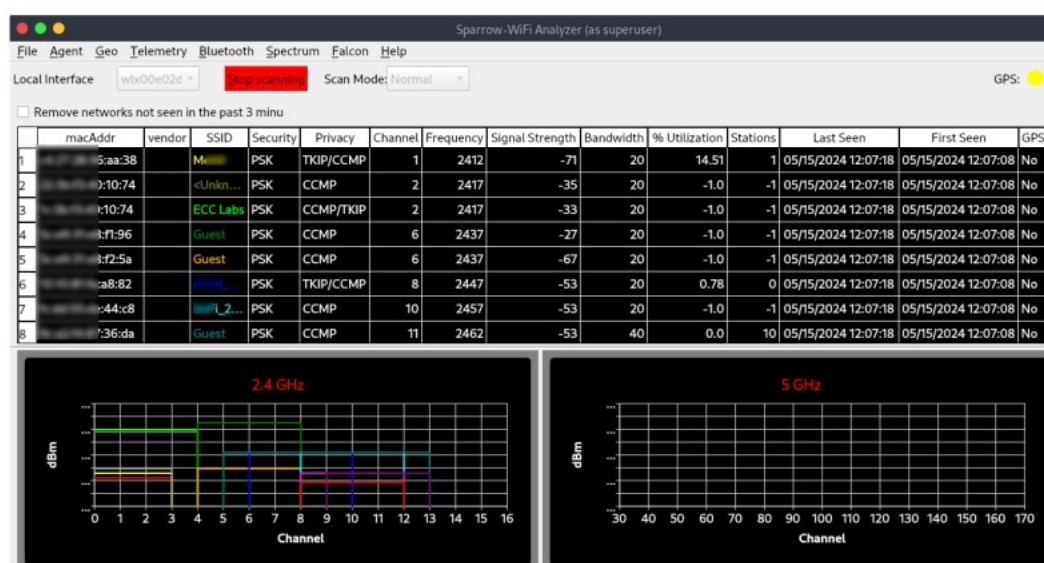 Sparrow-WiFi Analyzer (as superuser)
File Agent Geo Telemetry Bluetooth Spectrum Falcon Help
Local Interface wlx00e02d Stop scanning Scan Mode: Normal GPS:
Remove networks not seen in the past 3 minu
macAddr vendor SSID Security Privacy Channel Frequency Signal Strength Bandwidth % Utilization Stations Last Seen First Seen GPS
1 5:aa:38 PSK TKIP/CCMP 1 2412 -71 20 14.51 1 05/15/2024 12:07:18 05/15/2024 12:07:08 No
2 0:10:74 <Unkn... PSK CCMP 2 2417 -35 20 -1.0 -1 05/15/2024 12:07:18 05/15/2024 12:07:08 No
3 :10:74 ECC Labs PSK CCMP/TKIP 2 2417 -33 20 -1.0 -1 05/15/2024 12:07:18 05/15/2024 12:07:08 No
4 :f1:96 Guest PSK CCMP 6 2437 -27 20 -1.0 -1 05/15/2024 12:07:18 05/15/2024 12:07:08 No
5 :f2:5a Guest PSK CCMP 6 2437 -67 20 -1.0 -1 05/15/2024 12:07:18 05/15/2024 12:07:08 No
6 :a8:82 PSK TKIP/CCMP 8 2447 -53 20 0.78 0 05/15/2024 12:07:18 05/15/2024 12:07:08 No
7 :44:c8 PSK CCMP 10 2457 -53 20 -1.0 -1 05/15/2024 12:07:18 05/15/2024 12:07:08 No
8 :36:da Guest PSK CCMP 11 2462 -53 40 0.0 10 05/15/2024 12:07:18 05/15/2024 12:07:08 No
2.4 GHz
dBm
... ... ... ... ...
0 1 2 3 4 5 6 7 8 9 10 11 12 13 14 15 16
Channel
5 GHz
dBm
... ... ... ... ...
30 40 50 60 70 80 90 100 110 120 130 140 150 160 170
Channel